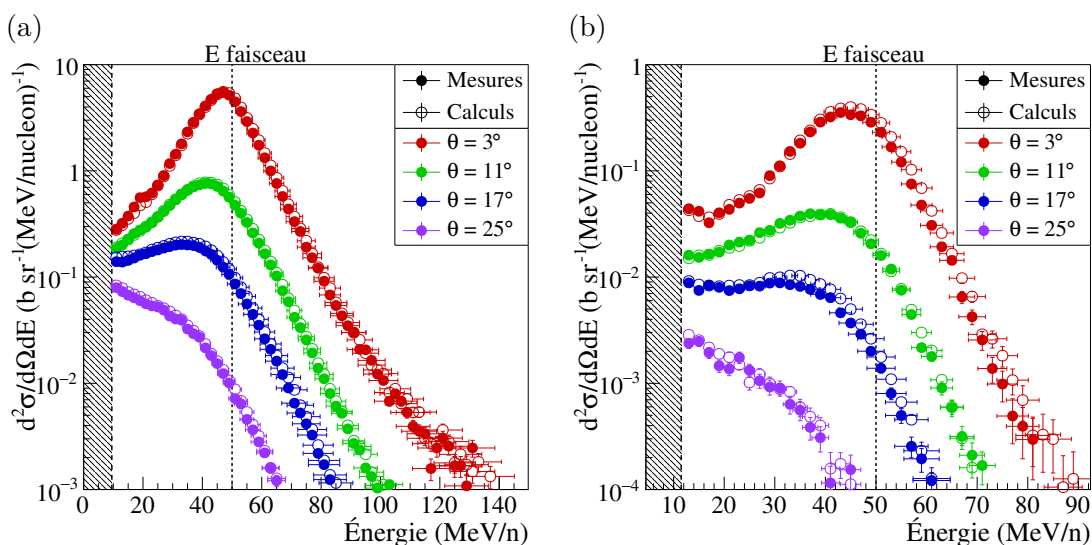 (a)
E faisceau
d²σ/dΩdE (b sr⁻¹(MeV/nucleon)⁻¹)
10
1
10⁻¹
10⁻²
10⁻³
Mesures
Calculs
θ = 3°
θ = 11°
θ = 17°
θ = 25°
0 20 40 60 80 100 120 140
Énergie (MeV/n)
(b)
E faisceau
d²σ/dΩdE (b sr⁻¹(MeV/nucleon)⁻¹)
1
10⁻¹
10⁻²
10⁻³
10⁻⁴
Mesures
Calculs
θ = 3°
θ = 11°
θ = 17°
θ = 25°
10 20 30 40 50 60 70 80 90
Énergie (MeV/n)